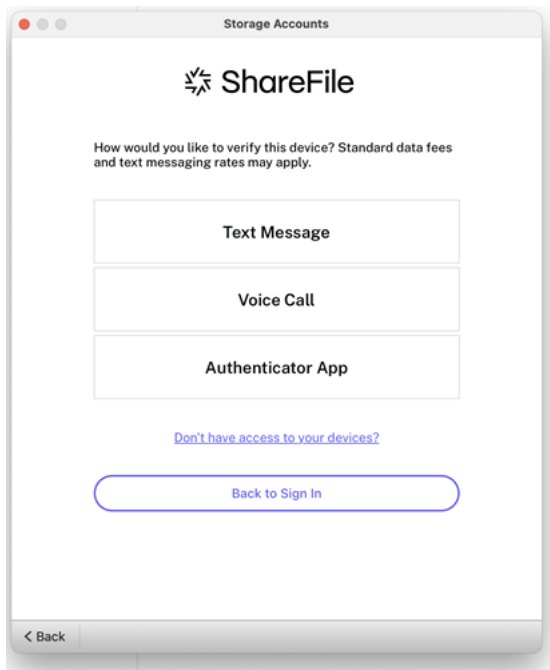 Storage Accounts
ShareFile
How would you like to verify this device? Standard data fees
and text messaging rates may apply.
Text Message
Voice Call
Authenticator App
Don't have access to your devices?
Back to Sign In
Back